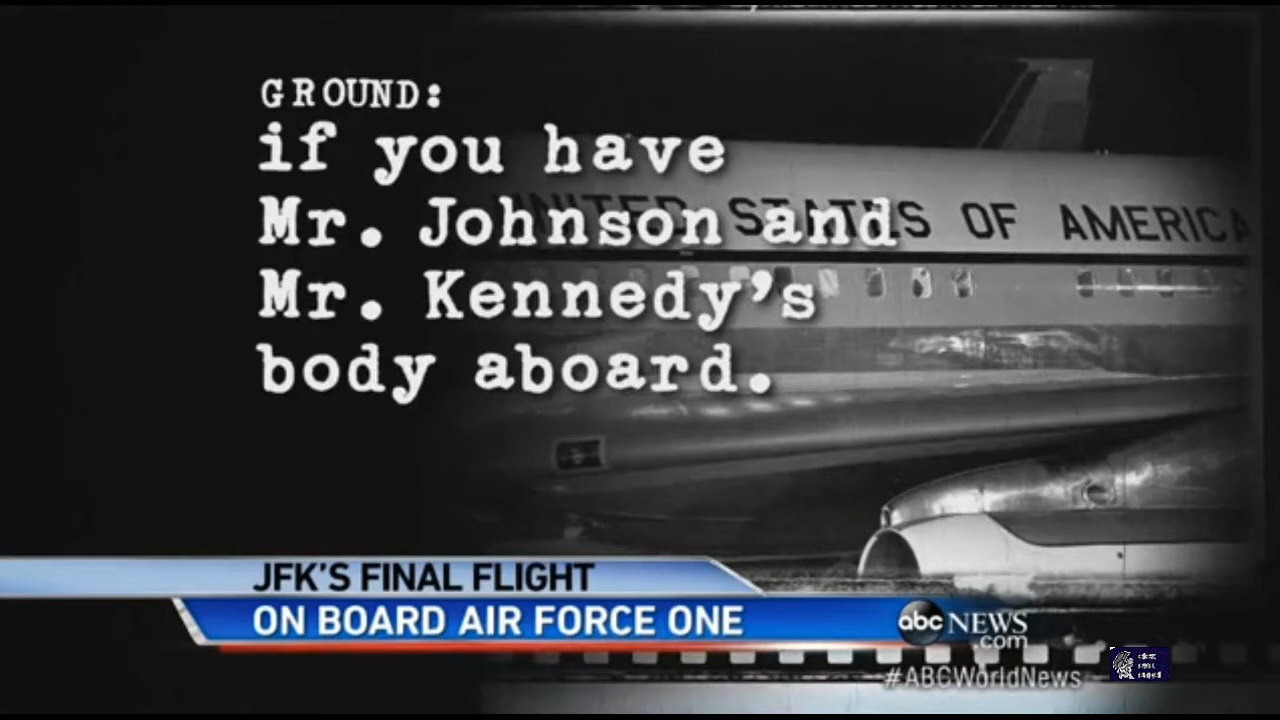 GROUND:
if you have
Mr. Johnson and
Mr. Kennedy's
body aboard.
UNITED STATES OF AMERICA
JFK'S FINAL FLIGHT
ON BOARD AIR FORCE ONE
abc NEWS
.com
#ABCWorldNews